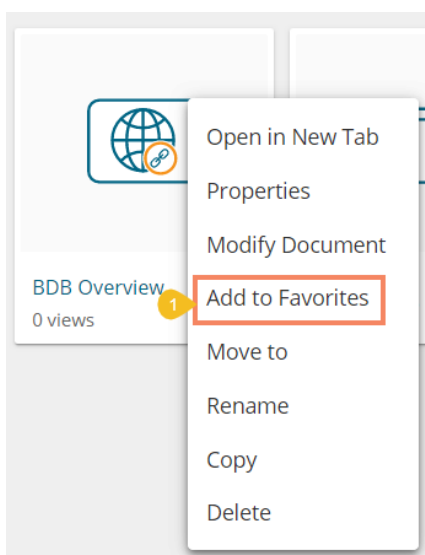 Open in New Tab
Properties
Modify Document
BDB Overview
1
Add to Favorites
0 views
Move to
Rename
Copy
Delete